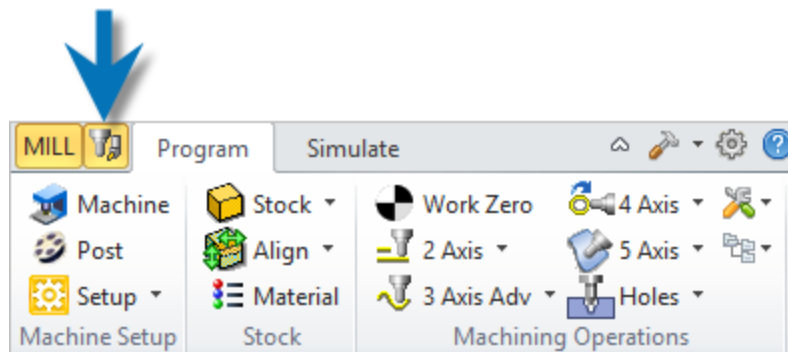 MILL Program Simulate ?
Machine Stock Work Zero 4 Axis
Post Align 2 Axis 5 Axis
Setup Material 3 Axis Adv Holes
Machine Setup Stock Machining Operations